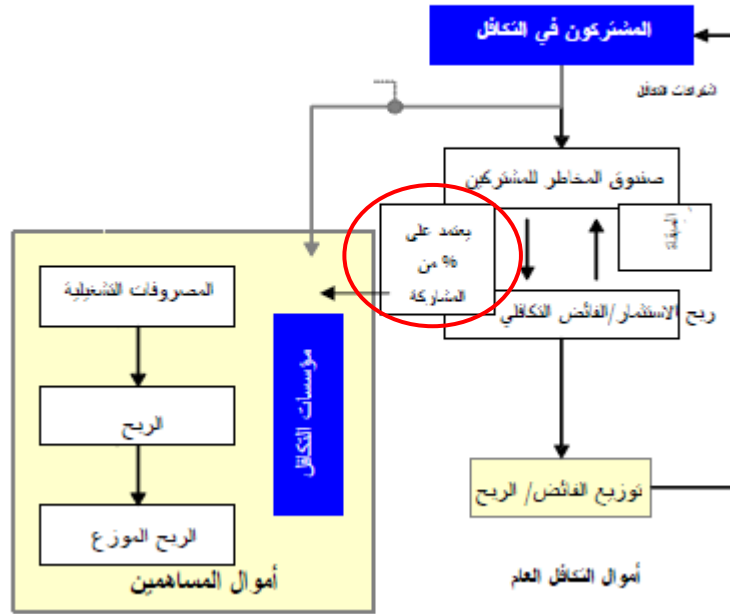 المشتركون في التكافل
اشتراكات التكافل
صندوق المخاطر للمشتركين
يعتمد على
% من
المشاركة
ربح الاستثمار/الفائض التكافلي
المصروفات التشغيلية
مؤسسات التكافل
الربح
توزيع الفائض/ الربح
الربح الموزع
أموال المساهمين
أموال التكافل العام